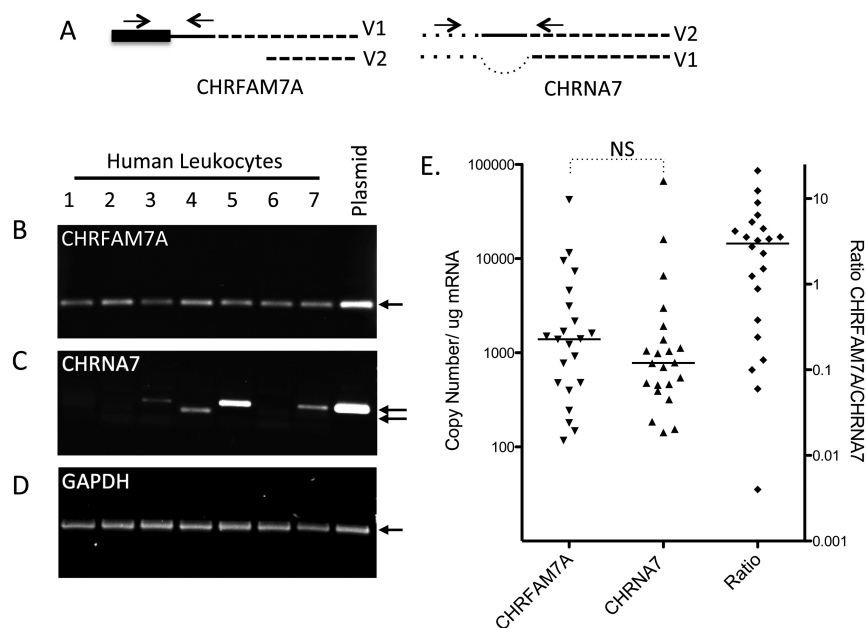 A
V1
V2
CHRFAM7A
V2
V1
CHRNA7
Human Leukocytes
Plasmid
1 2 3 4 5 6 7
B
CHRFAM7A
C
CHRNA7
D
GAPDH
E.
NS
100000
10000
1000
100
Copy Number/ ug mRNA
10
1
0.1
0.01
0.001
Ratio CHRFAM7A/CHRNA7
CHRFAM7A
CHRNA7
Ratio